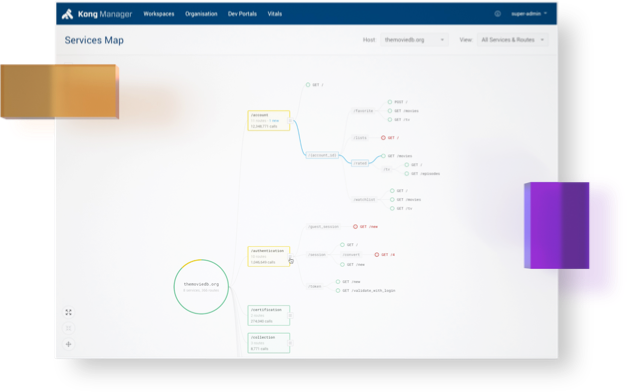 Kong Manager Workspaces Organisation Dev Portals Vitals super-admin
Services Map Host themoviedb.org View All Services & Routes
GET /
/account
POST /
/favorite GET /movies
GET /tv
/lists GET /
/{account_id} GET /movies
/rated GET /
/tv GET /episodes
GET /
/watchlist GET /movies
GET /tv
/guest_session GET /new
/authentication
GET /
/session /convert GET /4
GET /new
themoviedb.org
GET /new
/token GET /validate_with_login
/certification
/collection